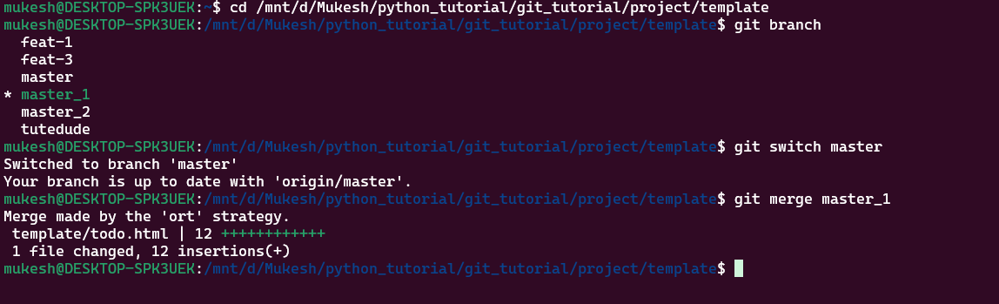 mukesh@DESKTOP-SPK3UEK:~$ cd /mnt/d/Mukesh/python_tutorial/git_tutorial/project/template
mukesh@DESKTOP-SPK3UEK:/mnt/d/Mukesh/python_tutorial/git_tutorial/project/template$ git branch
  feat-1
  feat-3
  master
* master_1
  master_2
  tutedude
mukesh@DESKTOP-SPK3UEK:/mnt/d/Mukesh/python_tutorial/git_tutorial/project/template$ git switch master
Switched to branch 'master'
Your branch is up to date with 'origin/master'.
mukesh@DESKTOP-SPK3UEK:/mnt/d/Mukesh/python_tutorial/git_tutorial/project/template$ git merge master_1
Merge made by the 'ort' strategy.
 template/todo.html | 12 ++++++++++++
 1 file changed, 12 insertions(+)
mukesh@DESKTOP-SPK3UEK:/mnt/d/Mukesh/python_tutorial/git_tutorial/project/template$